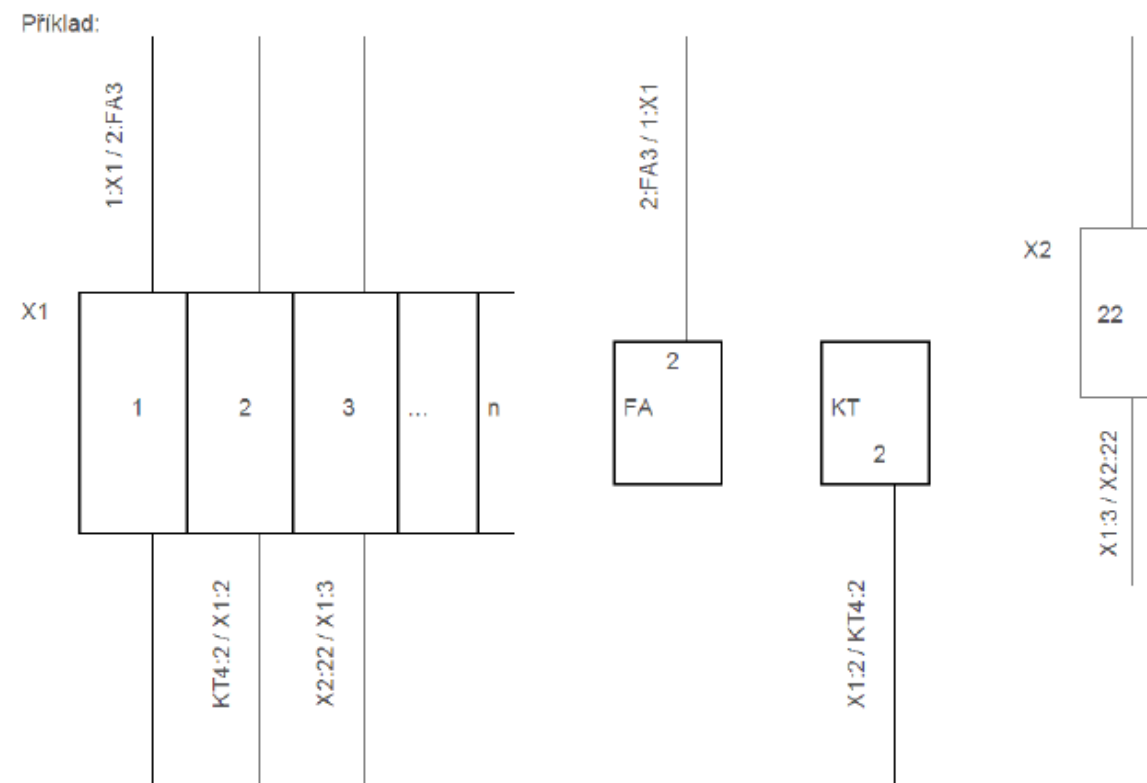 Příklad:
1:X1 / 2:FA3
2:FA3 / 1:X1
X2
X1
22
1
2
3
...
n
2
FA
KT
2
KT4:2 / X1:2
X2:22 / X1:3
X1:2 / KT4:2
X1:3 / X2:22